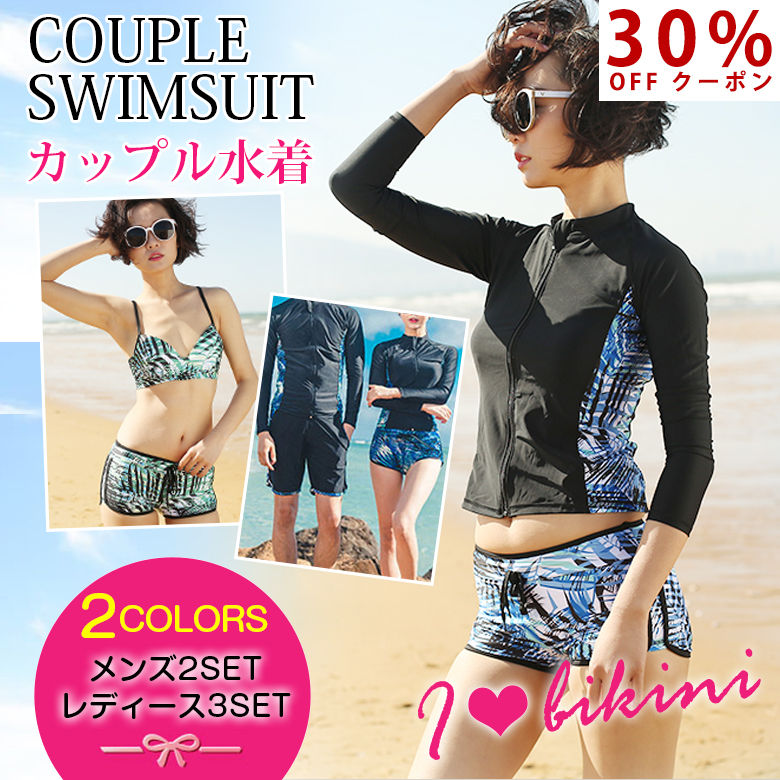 COUPLE
SWIMSUIT
カップル水着
30%
OFF クーポン
2COLORS
メンズ2SET
レディース3SET
I ❤ bikini